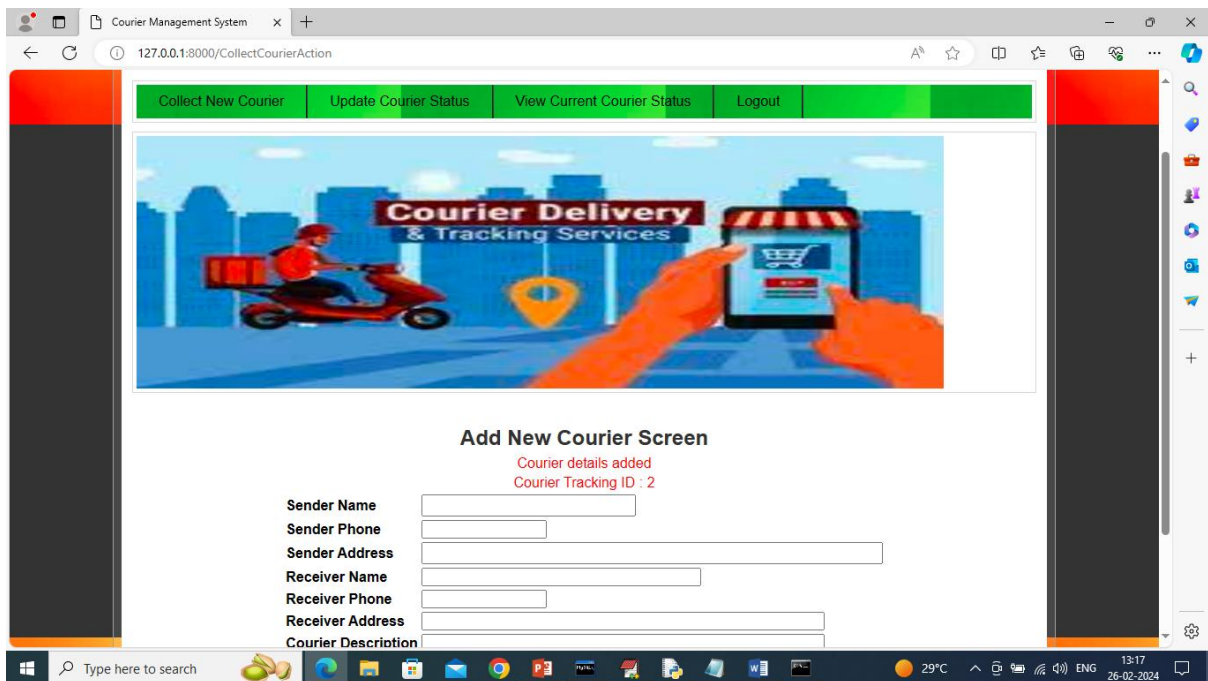 Courier Management System
127.0.0.1:8000/CollectCourierAction
Collect New Courier Update Courier Status View Current Courier Status Logout
Courier Delivery
& Tracking Services
Add New Courier Screen
Courier details added
Courier Tracking ID : 2
Sender Name
Sender Phone
Sender Address
Receiver Name
Receiver Phone
Receiver Address
Courier Description
Type here to search
29°C
ENG
13:17
26-02-2024